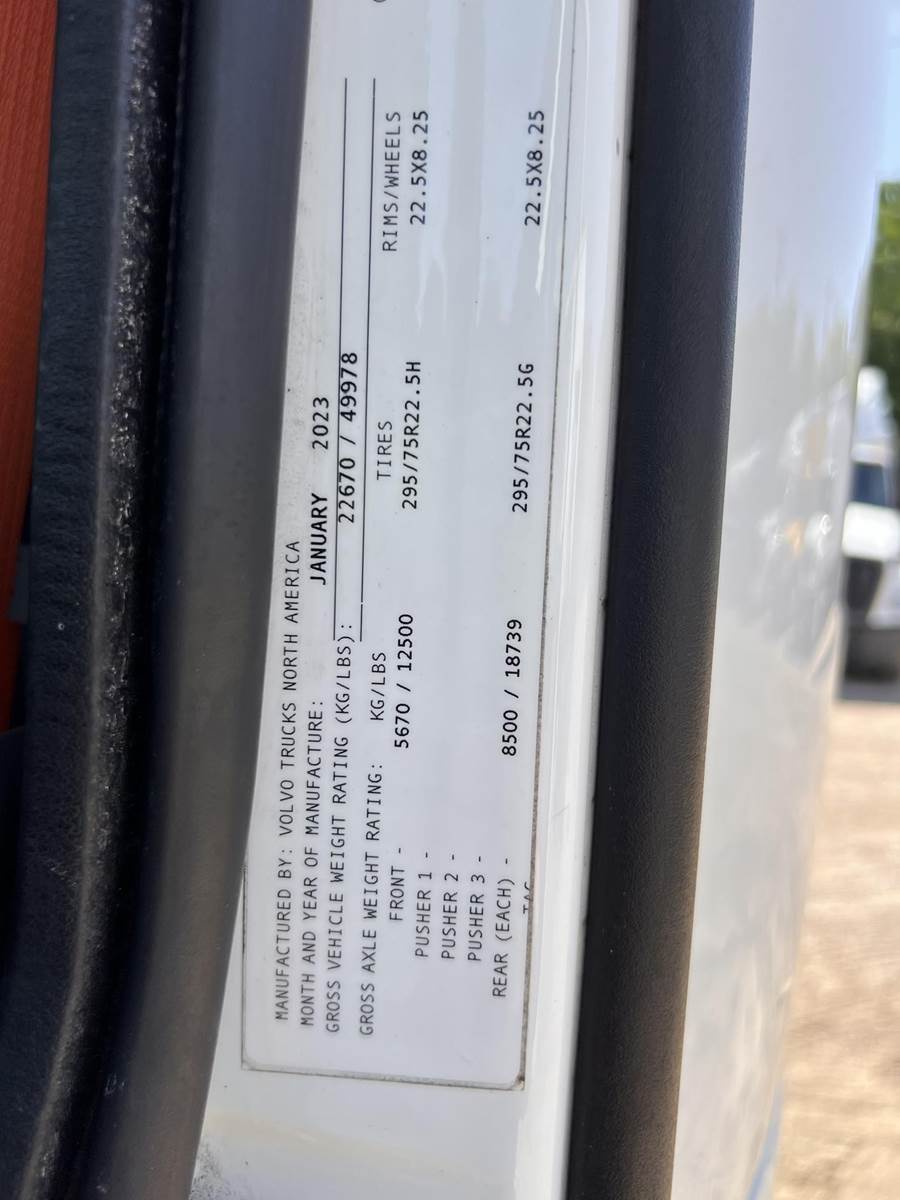 MANUFACTURED BY: VOLVO TRUCKS NORTH AMERICA
MONTH AND YEAR OF MANUFACTURE: JANUARY 2023
GROSS VEHICLE WEIGHT RATING (KG/LBS): 22670 / 49978
GROSS AXLE WEIGHT RATING: KG/LBS TIRES RIMS/WHEELS
FRONT - 5670 / 12500 295/75R22.5H 22.5X8.25
PUSHER 1 -
PUSHER 2 -
PUSHER 3 -
REAR (EACH) - 8500 / 18739 295/75R22.5G 22.5X8.25